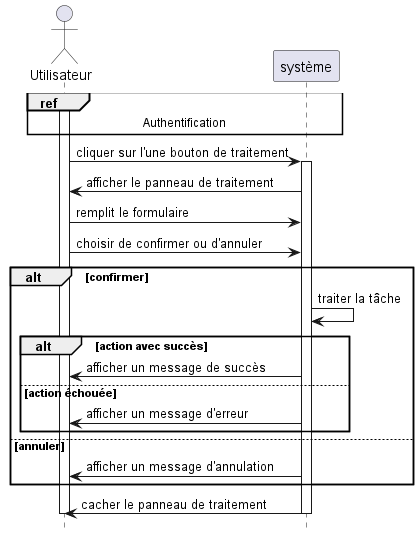 Utilisateur
système
ref
Authentification
cliquer sur l'une bouton de traitement
afficher le panneau de traitement
remplit le formulaire
choisir de confirmer ou d'annuler
alt [confirmer]
traiter la tâche
alt [action avec succès]
afficher un message de succès
[action échouée]
afficher un message d'erreur
[annuler]
afficher un message d'annulation
cacher le panneau de traitement